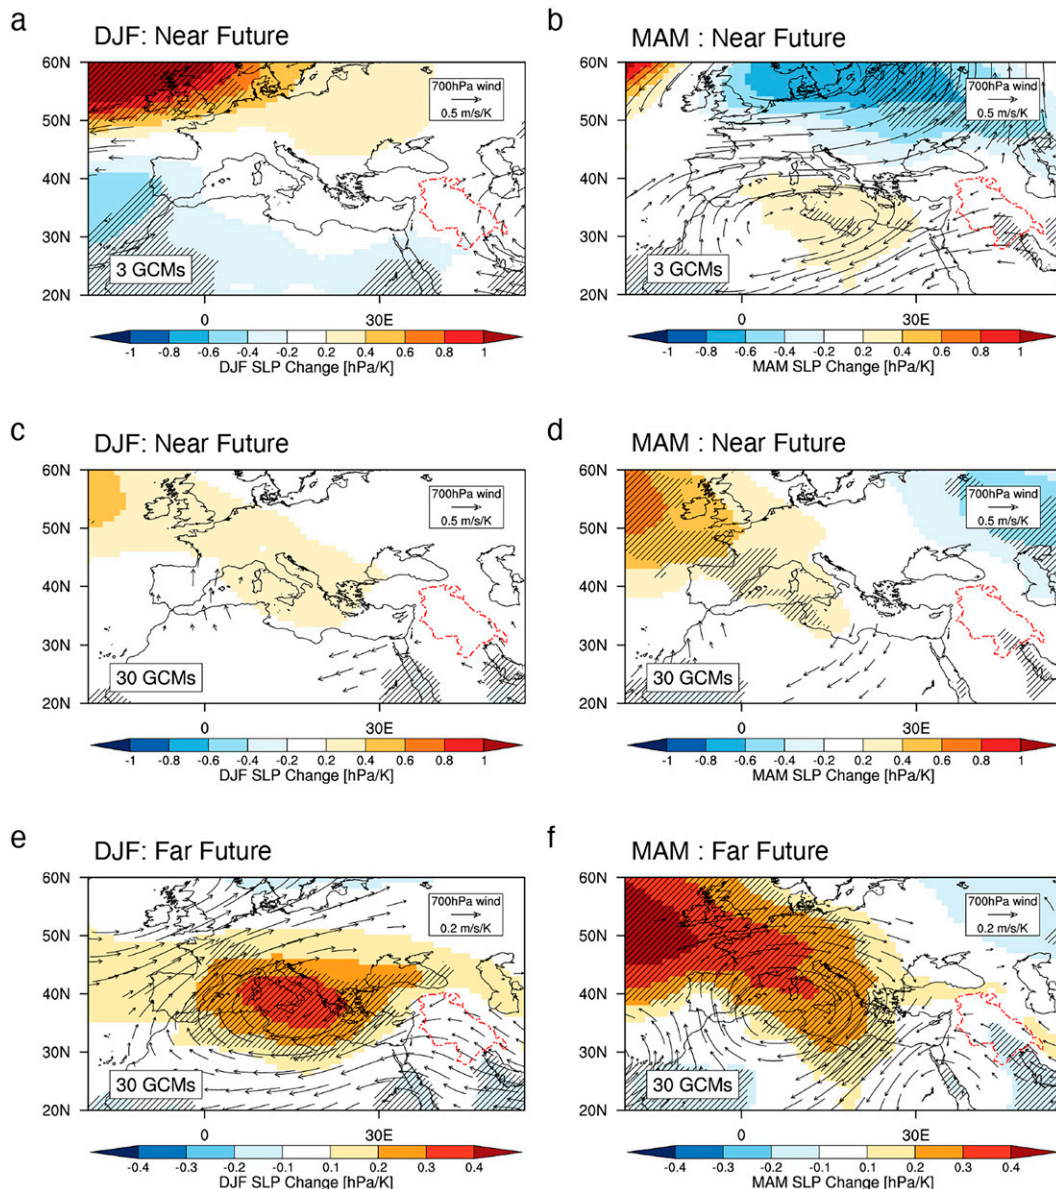 a
DJF: Near Future
60N
50N
40N
30N
20N
700hPa wind
0.5 m/s/K
3 GCMs
0
30E
-1
-0.8
-0.6
-0.4
-0.2
0.2
0.4
0.6
0.8
1
DJF SLP Change [hPa/K]
b
MAM : Near Future
60N
50N
40N
30N
20N
700hPa wind
0.5 m/s/K
3 GCMs
0
30E
-1
-0.8
-0.6
-0.4
-0.2
0.2
0.4
0.6
0.8
1
MAM SLP Change [hPa/K]
c
DJF: Near Future
60N
50N
40N
30N
20N
700hPa wind
0.5 m/s/K
30 GCMs
0
30E
-1
-0.8
-0.6
-0.4
-0.2
0.2
0.4
0.6
0.8
1
DJF SLP Change [hPa/K]
d
MAM : Near Future
60N
50N
40N
30N
20N
700hPa wind
0.5 m/s/K
30 GCMs
0
30E
-1
-0.8
-0.6
-0.4
-0.2
0.2
0.4
0.6
0.8
1
MAM SLP Change [hPa/K]
e
DJF: Far Future
60N
50N
40N
30N
20N
700hPa wind
0.2 m/s/K
30 GCMs
0
30E
-0.4
-0.3
-0.2
-0.1
0.1
0.2
0.3
0.4
DJF SLP Change [hPa/K]
f
MAM : Far Future
60N
50N
40N
30N
20N
700hPa wind
0.2 m/s/K
30 GCMs
0
30E
-0.4
-0.3
-0.2
-0.1
0.1
0.2
0.3
0.4
MAM SLP Change [hPa/K]